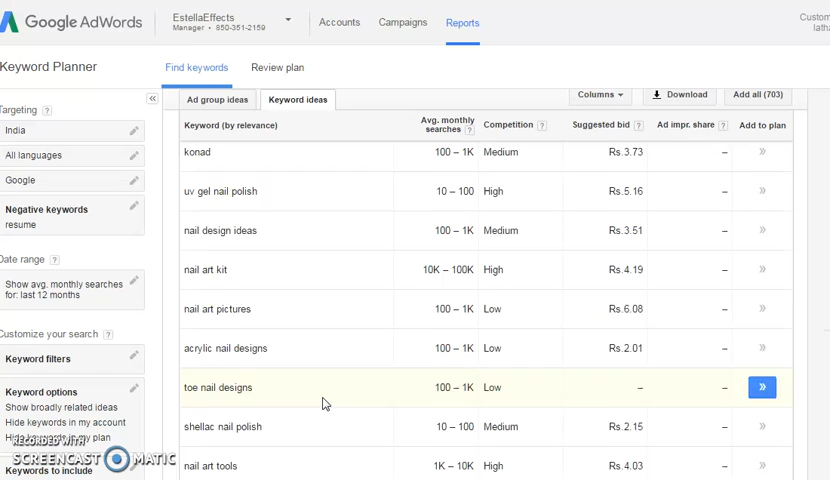 Google AdWords
EstellaEffects
Manager • 850-351-2159
Accounts
Campaigns
Reports
Keyword Planner
Find keywords
Review plan
Targeting ?
India
All languages
Google
Negative keywords
resume
Date range ?
Show avg. monthly searches
for: last 12 months
Customize your search ?
Keyword filters
Keyword options
Show broadly related ideas
Hide keywords in my account
RECORDED WITH
SCREENCAST MATIC
Keywords to include
Ad group ideas
Keyword ideas
Columns
Download
Add all (703)
Keyword (by relevance) Avg. monthly searches ? Competition ? Suggested bid ? Ad impr. share ? Add to plan
konad 100 – 1K Medium Rs.3.73 – »
uv gel nail polish 10 – 100 High Rs.5.16 – »
nail design ideas 100 – 1K Medium Rs.3.51 – »
nail art kit 10K – 100K High Rs.4.19 – »
nail art pictures 100 – 1K Low Rs.6.08 – »
acrylic nail designs 100 – 1K Low Rs.2.01 – »
toe nail designs 100 – 1K Low – – »
shellac nail polish 10 – 100 Medium Rs.2.15 – »
nail art tools 1K – 10K High Rs.4.03 – »